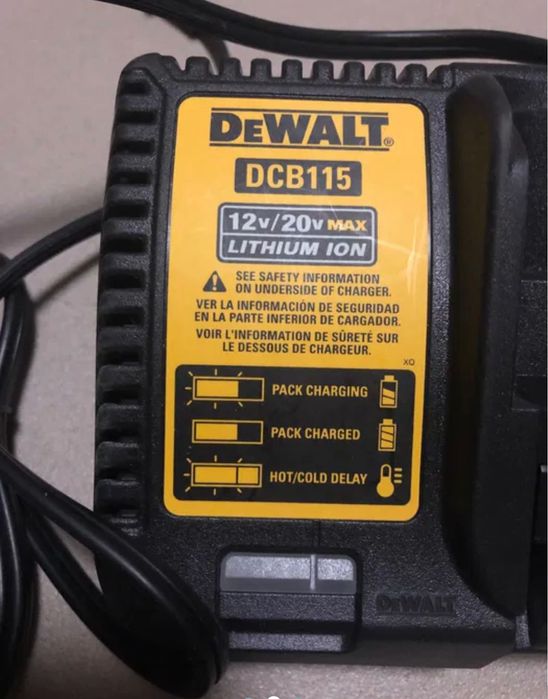 DEWALT®
DCB115
12V/20V MAX
LITHIUM ION
SEE SAFETY INFORMATION
ON UNDERSIDE OF CHARGER.
VER LA INFORMACIÓN DE SEGURIDAD
EN LA PARTE INFERIOR DE CARGADOR.
VOIR L'INFORMATION DE SÛRETÉ SUR
LE DESSOUS DE CHARGEUR.
XQ
PACK CHARGING
PACK CHARGED
HOT/COLD DELAY
DEWALT